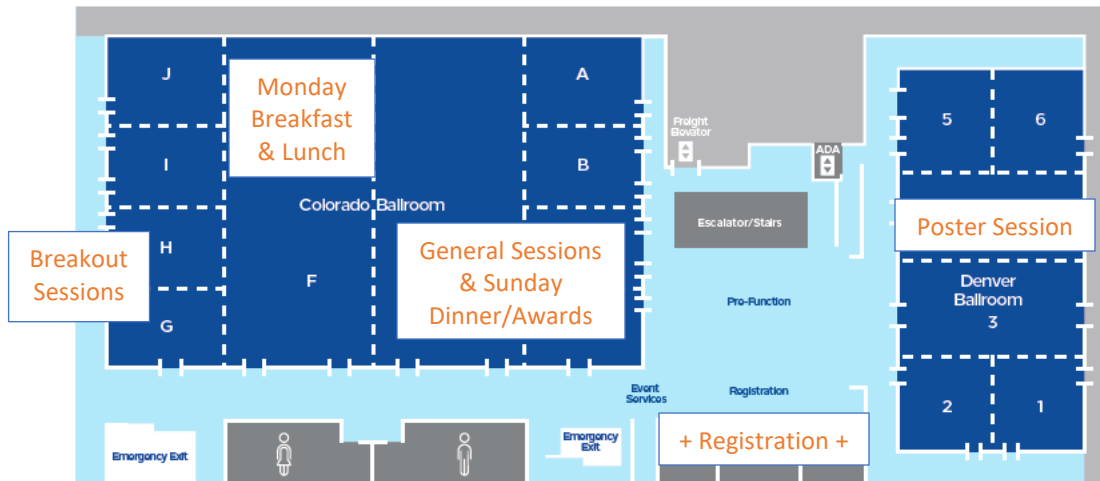 J
Monday
Breakfast
& Lunch
A
Freight
Elevator
ADA
5
6
I
B
Colorado Ballroom
Escalator/Stairs
Poster Session
Breakout
Sessions
H
General Sessions
& Sunday
Dinner/Awards
F
G
Pre-Function
Denver
Ballroom
3
Event
Services
Registration
2
1
+ Registration +
Emergency Exit
Emergency
Exit